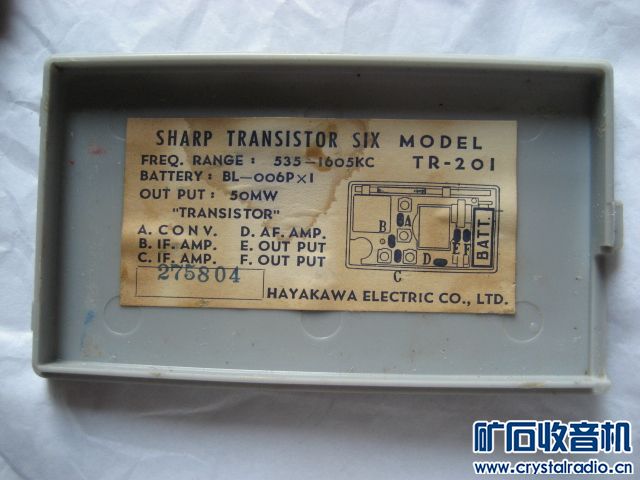 SHARP TRANSISTOR SIX MODEL
FREQ. RANGE : 535–1605KC TR-201
BATTERY : BL-006P×1
OUT PUT : 50MW
"TRANSISTOR"
A. CONV. D. AF. AMP.
B. IF. AMP. E. OUT PUT
C. IF. AMP. F. OUT PUT
A
B
C
D
E
F
BATT.
275804
HAYAKAWA ELECTRIC CO., LTD.
矿石收音机
www.crystalradio.cn